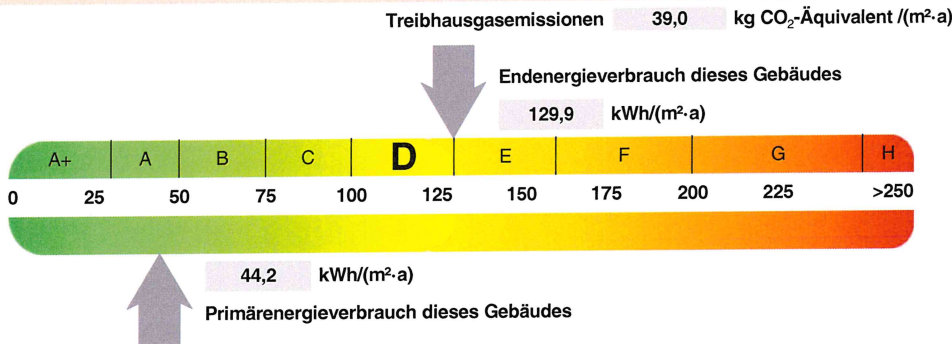 Treibhausgasemissionen 39,0 kg CO₂-Äquivalent /(m²·a)
Endenergieverbrauch dieses Gebäudes
129,9 kWh/(m²·a)
A+ A B C D E F G H
0 25 50 75 100 125 150 175 200 225 >250
44,2 kWh/(m²·a)
Primärenergieverbrauch dieses Gebäudes